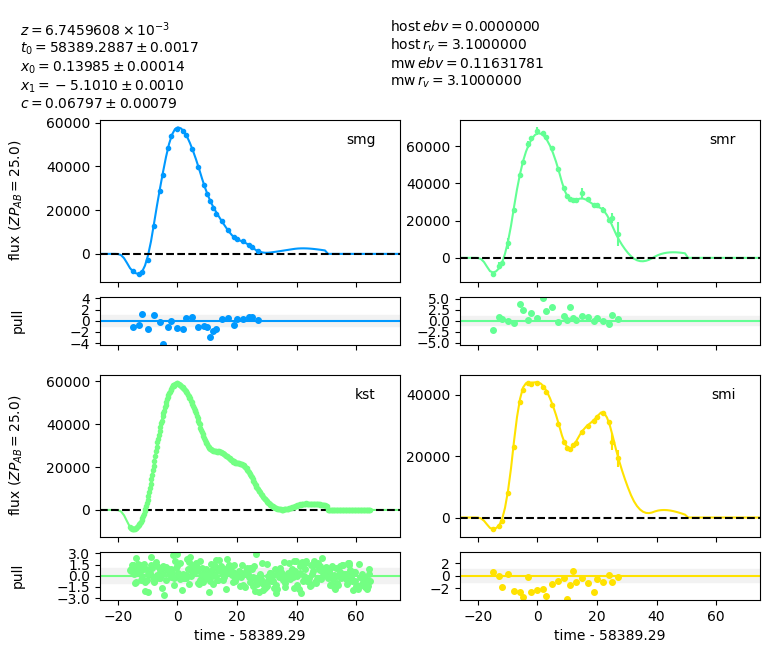 z = 6.7459608 × 10⁻³
t₀ = 58389.2887 ± 0.0017
x₀ = 0.13985 ± 0.00014
x₁ = −5.1010 ± 0.0010
c = 0.06797 ± 0.00079
host ebv = 0.0000000
host r_v = 3.1000000
mw ebv = 0.11631781
mw r_v = 3.1000000
flux (ZP_AB = 25.0)
60000
40000
20000
0
smg
60000
40000
20000
0
smr
pull
4
2
0
−2
−4
5.0
2.5
0.0
−2.5
−5.0
flux (ZP_AB = 25.0)
60000
40000
20000
0
kst
40000
20000
0
smi
pull
3.0
1.5
0.0
−1.5
−3.0
2
0
−2
−20 0 20 40 60
time - 58389.29
−20 0 20 40 60
time - 58389.29